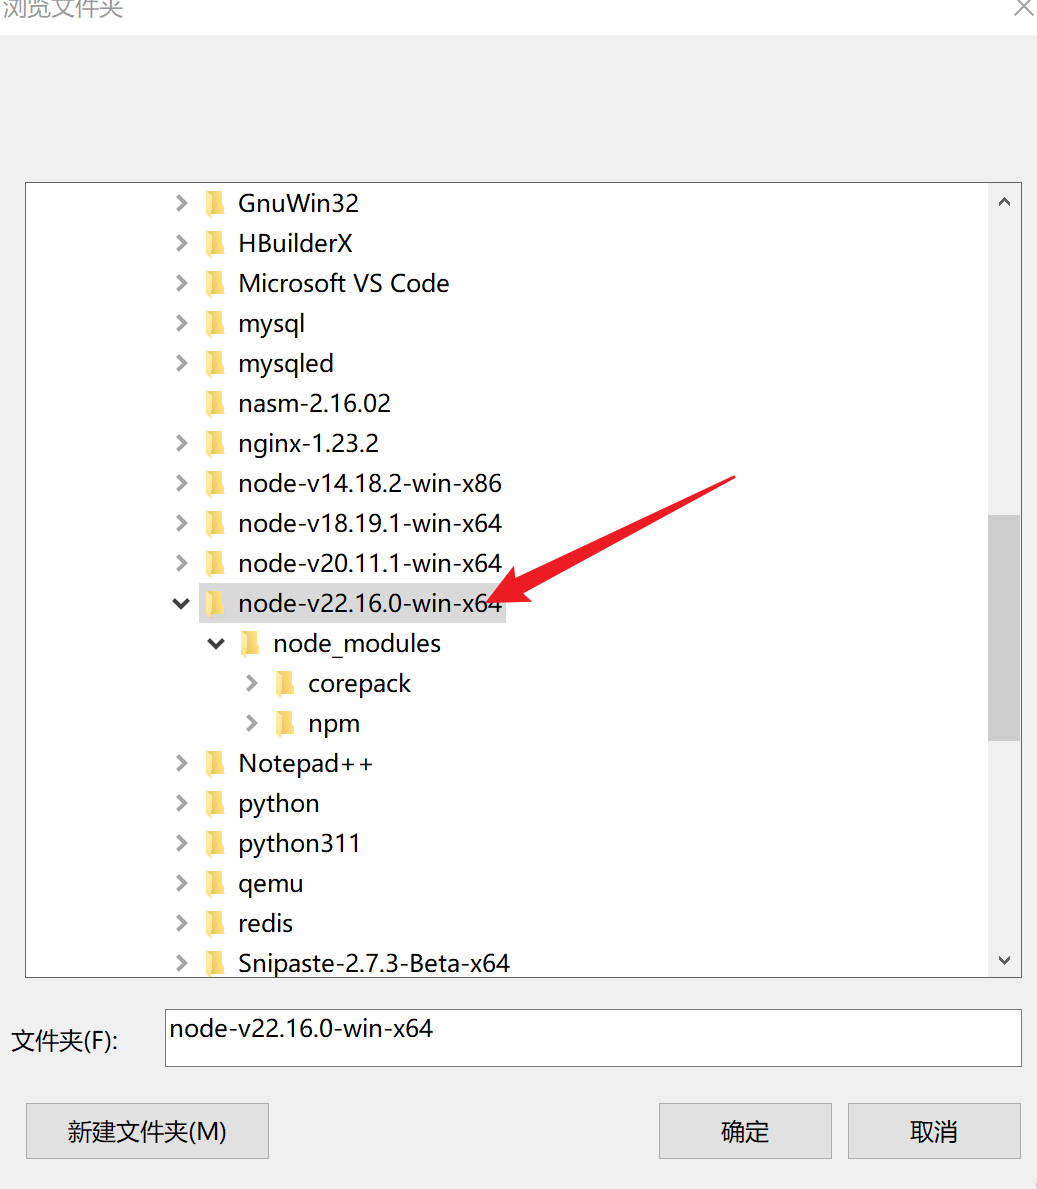 浏览文件夹
GnuWin32
HBuilderX
Microsoft VS Code
mysql
mysqled
nasm-2.16.02
nginx-1.23.2
node-v14.18.2-win-x86
node-v18.19.1-win-x64
node-v20.11.1-win-x64
node-v22.16.0-win-x64
node_modules
corepack
npm
Notepad++
python
python311
qemu
redis
Snipaste-2.7.3-Beta-x64
文件夹(F):
node-v22.16.0-win-x64
新建文件夹(M)
确定
取消